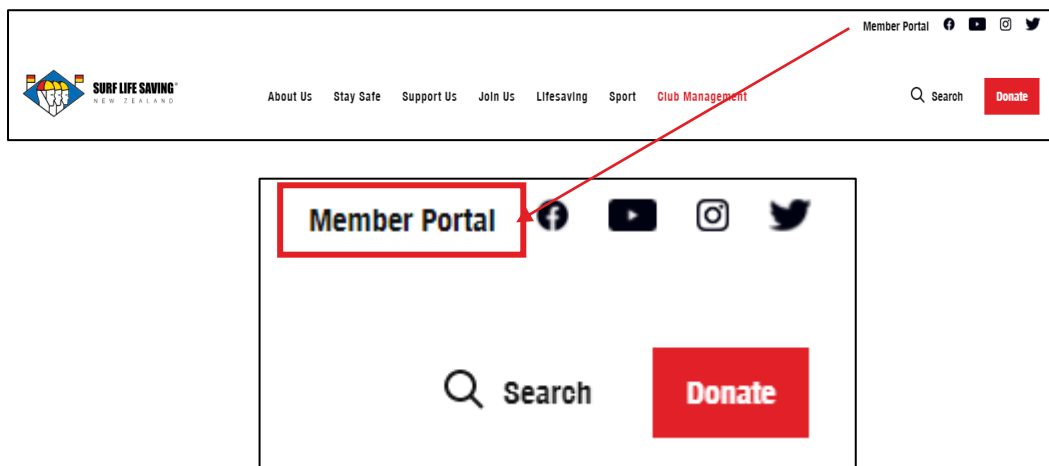 Member Portal
SURF LIFE SAVING®
NEW ZEALAND
About Us Stay Safe Support Us Join Us Lifesaving Sport Club Management Search Donate
Member Portal
Search Donate